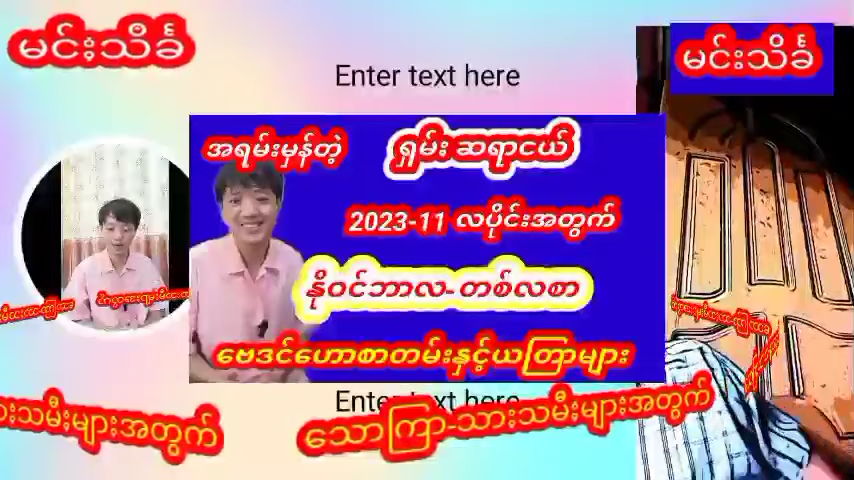 မင်းသိခံ
မင်းသိခံ
Enter text here
အရမ်းမှန်တဲ့
ရှမ်း ဆရာငယ်
2023-11 လပိုင်းအတွက်
နိုဝင်ဘာလ-တစ်လစာ
ဗေဒင်ဟောစာတမ်းနှင့်ယတြာများ
သားသမီးများအတွက်
သောကြာ-သားသမီးများအတွက်